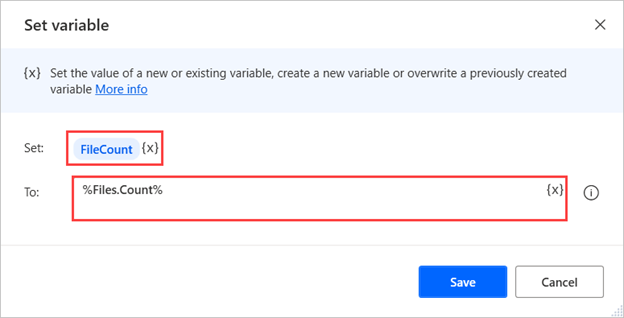 Set variable
{x} Set the value of a new or existing variable, create a new variable or overwrite a previously created
variable More info
Set: FileCount {x}
To: %Files.Count% {x}
Save Cancel